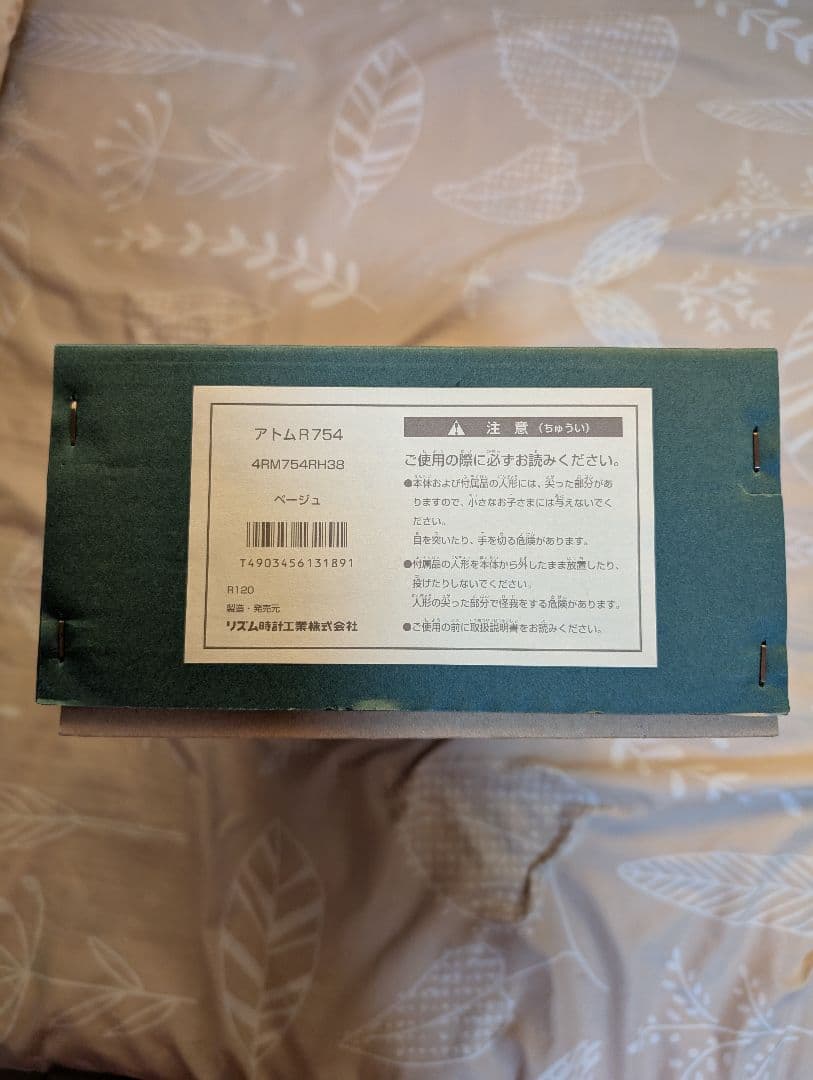 アトムR754
4RM754RH38
ベージュ
T4903456131891
R120
製造・発売元
リズム時計工業株式会社
注 意 (ちゅうい)
ご使用の際に必ずお読みください。
●本体および付属品の人形には、尖った部分があ
りますので、小さなお子さまには与えないでく
ださい。
目を突いたり、手を切る危険があります。
●付属品の人形を本体から外したまま放置したり、
投げたりしないでください。
人形の尖った部分で怪我をする危険があります。
●ご使用の前に取扱説明書をお読みください。